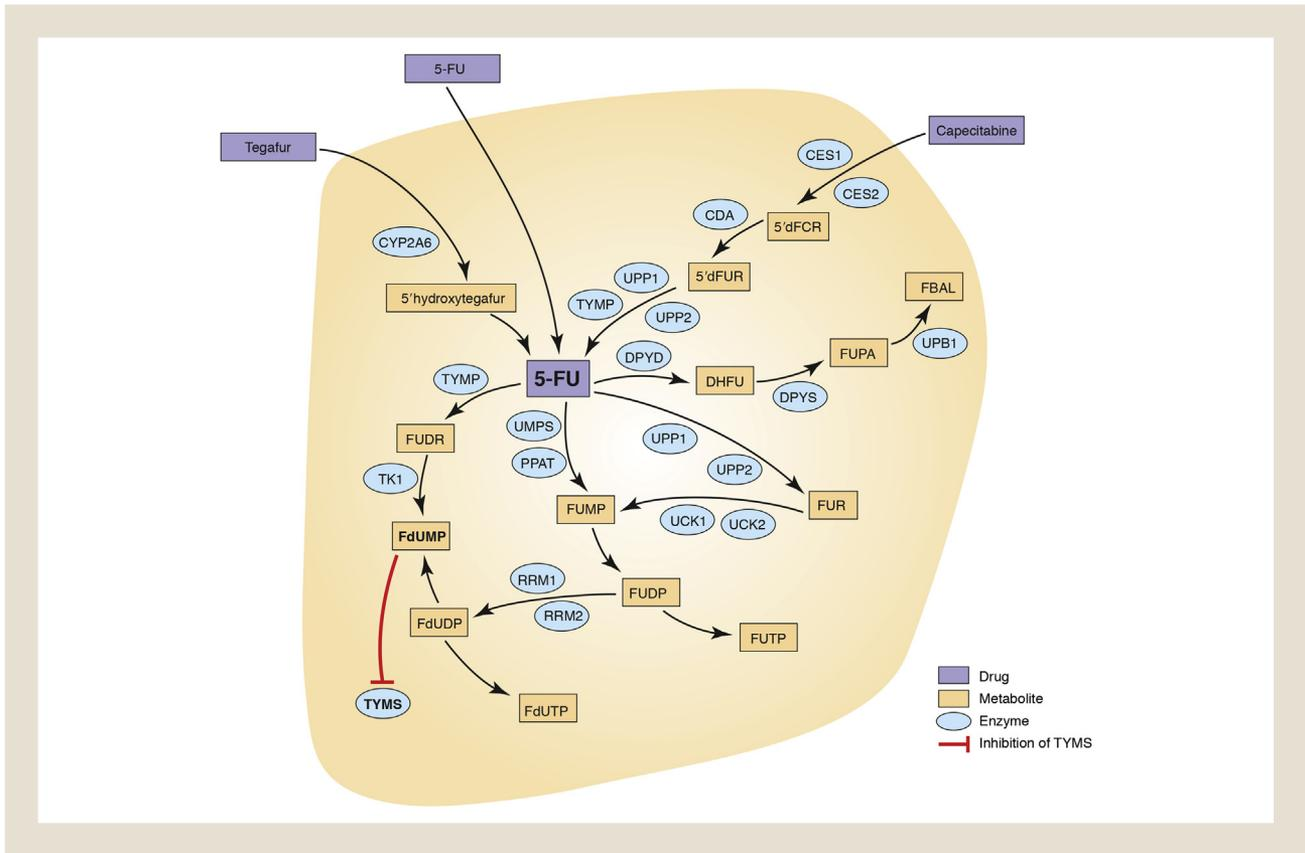 5-FU
Capecitabine
Tegafur
CES1
CES2
CDA
5′dFCR
CYP2A6
UPP1
5′dFUR
FBAL
5′hydroxytegafur
TYMP
UPP2
UPB1
DPYD
FUPA
TYMP
5-FU
DHFU
DPYS
UMPS
FUDR
UPP1
PPAT
UPP2
TK1
FUMP
FUR
UCK1
UCK2
FdUMP
RRM1
FUDP
RRM2
FdUDP
FUTP
TYMS
FdUTP
Drug
Metabolite
Enzyme
Inhibition of TYMS